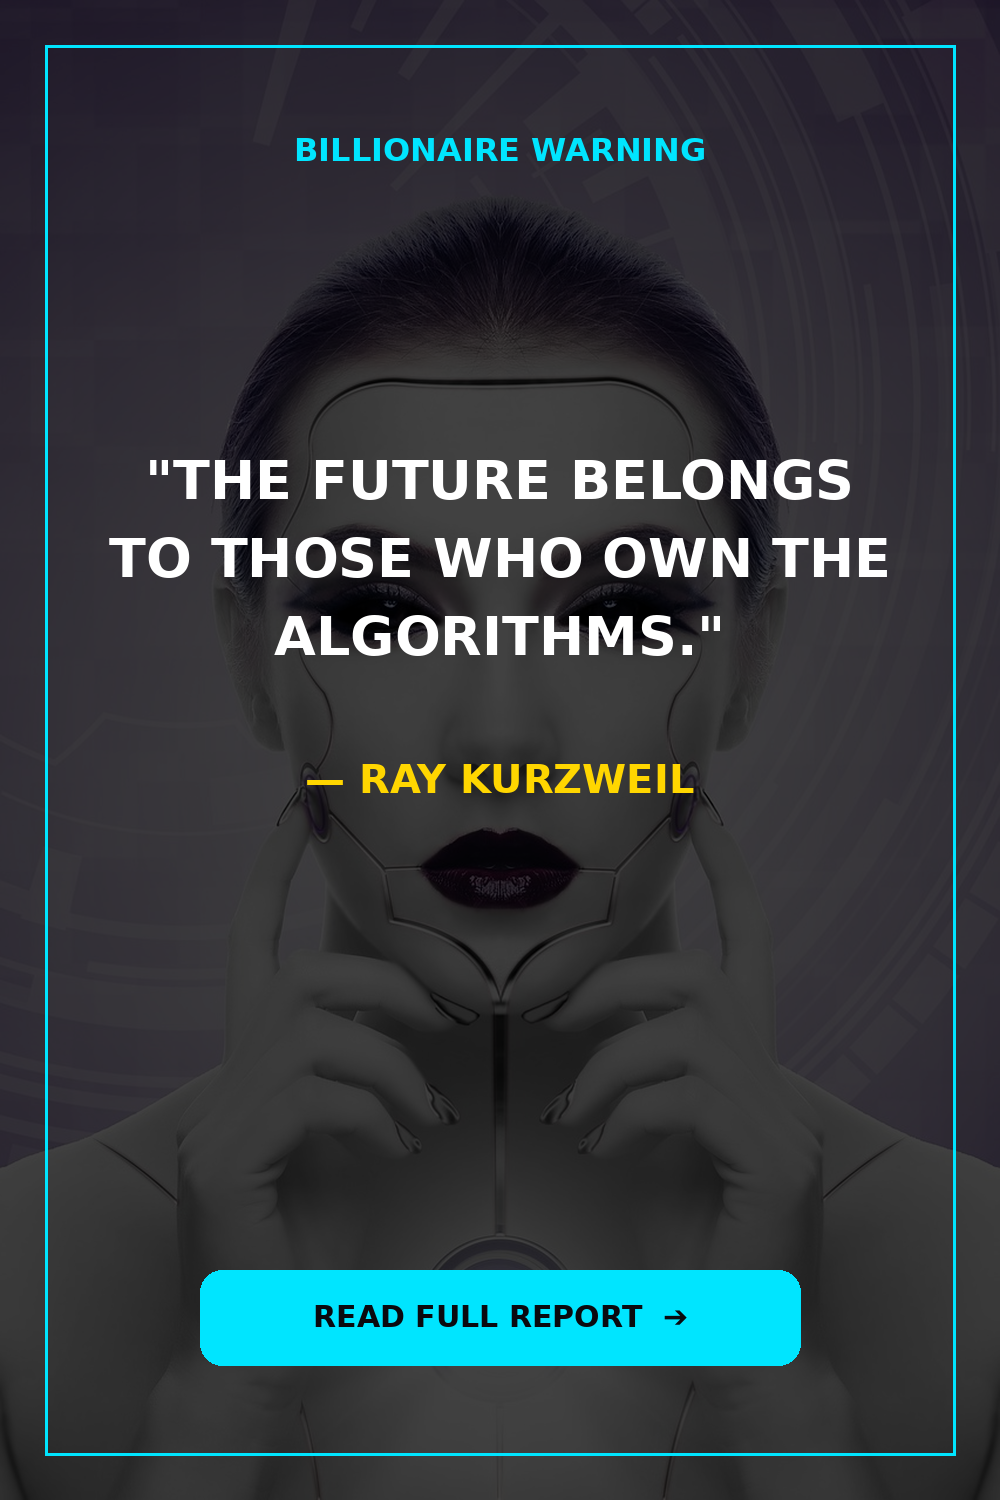 BILLIONAIRE WARNING
"THE FUTURE BELONGS
TO THOSE WHO OWN THE
ALGORITHMS."
— RAY KURZWEIL
READ FULL REPORT ➔